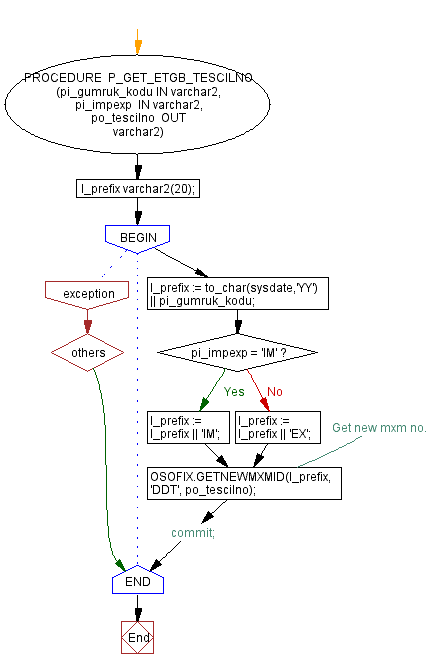 PROCEDURE P_GET_ETGB_TESCILNO
(pi_gumruk_kodu IN varchar2,
pi_impexp IN varchar2,
po_tescilno OUT
varchar2)
l_prefix varchar2(20);
BEGIN
exception
l_prefix := to_char(sysdate,'YY')
|| pi_gumruk_kodu;
others
pi_impexp = 'IM' ?
Yes
No
l_prefix :=
l_prefix || 'IM';
l_prefix :=
l_prefix || 'EX';
Get new mxm no.
OSOFIX.GETNEWMXMID(l_prefix,
'DDT', po_tescilno);
commit;
END
End